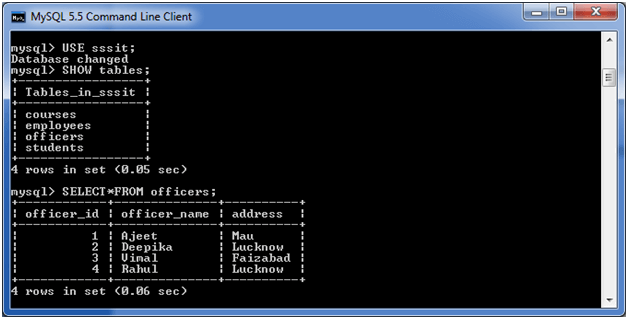 MySQL 5.5 Command Line Client
mysql> USE sssit;
Database changed
mysql> SHOW tables;
+-----------------+
| Tables_in_sssit |
+-----------------+
| courses         |
| employees       |
| officers        |
| students        |
+-----------------+
4 rows in set (0.05 sec)
mysql> SELECT*FROM officers;
+------------+--------------+-----------+
| officer_id | officer_name | address   |
+------------+--------------+-----------+
|          1 | Ajeet        | Mau       |
|          2 | Deepika      | Lucknow   |
|          3 | Vimal        | Faizabad  |
|          4 | Rahul        | Lucknow   |
+------------+--------------+-----------+
4 rows in set (0.06 sec)